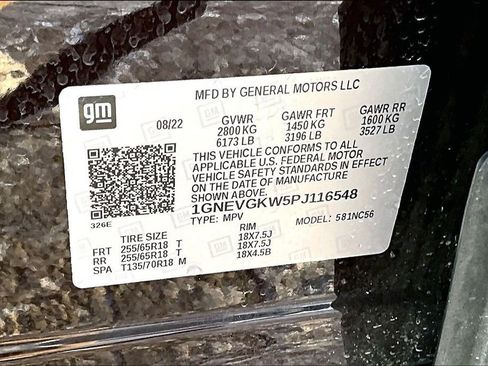 MFD BY GENERAL MOTORS LLC
gm
08/22 GVWR GAWR FRT GAWR RR
2800 KG 1450 KG 1600 KG
6173 LB 3196 LB 3527 LB
THIS VEHICLE CONFORMS TO ALL
APPLICABLE U.S. FEDERAL MOTOR
VEHICLE SAFETY STANDARDS IN EFFECT
ON THE DATE OF MANUFACTURE
SHOWN ABOVE.
1GNEVGKW5PJ116548
326E
TYPE: MPV MODEL: 581NC56
TIRE SIZE RIM
FRT 255/65R18 T 18X7.5J
RR 255/65R18 T 18X7.5J
SPA T135/70R18 M 18X4.5B